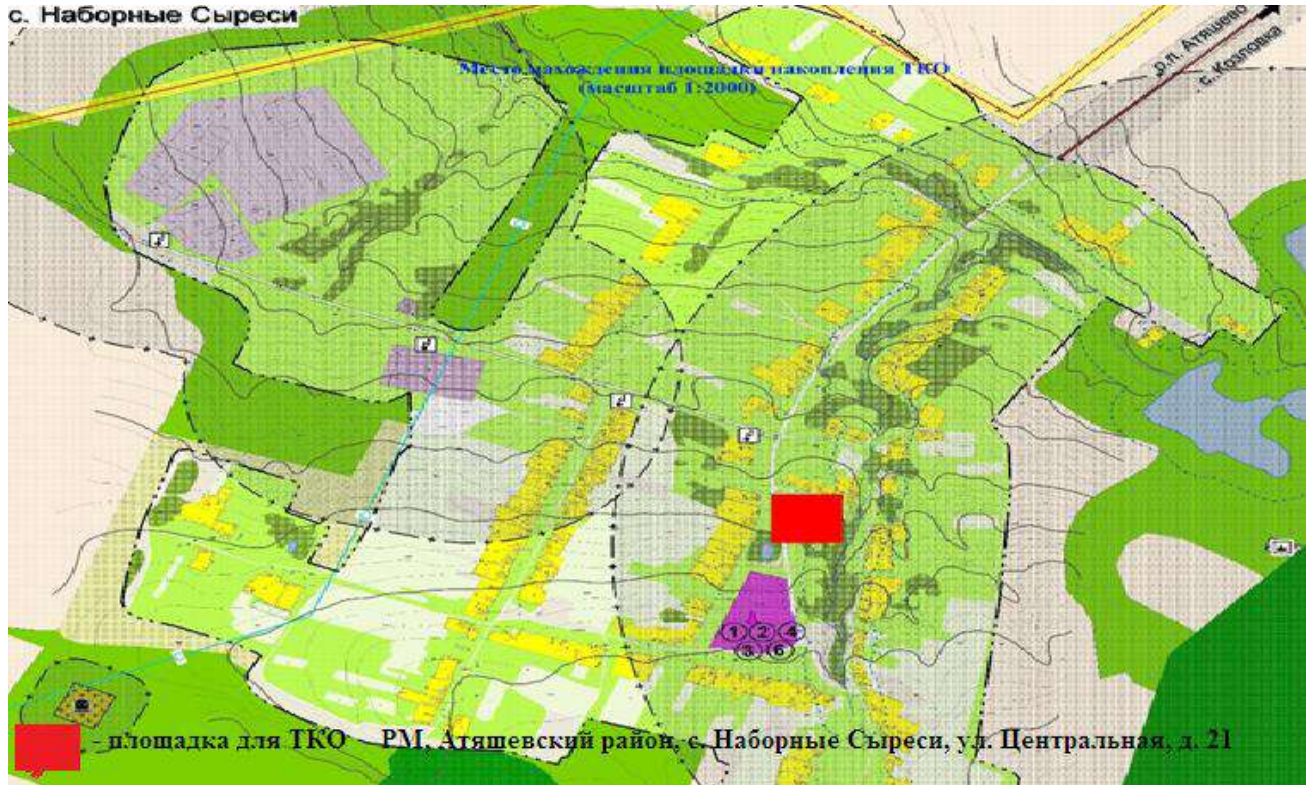 с. Наборные Сыреси
Место нахождения площадки накопления ТКО
(масштаб 1:2000)
р.п. Атяшево
с. Козловка
1 2 4
3 6
- площадка для ТКО – РМ, Атяшевский район, с. Наборные Сыреси, ул. Центральная, д. 21